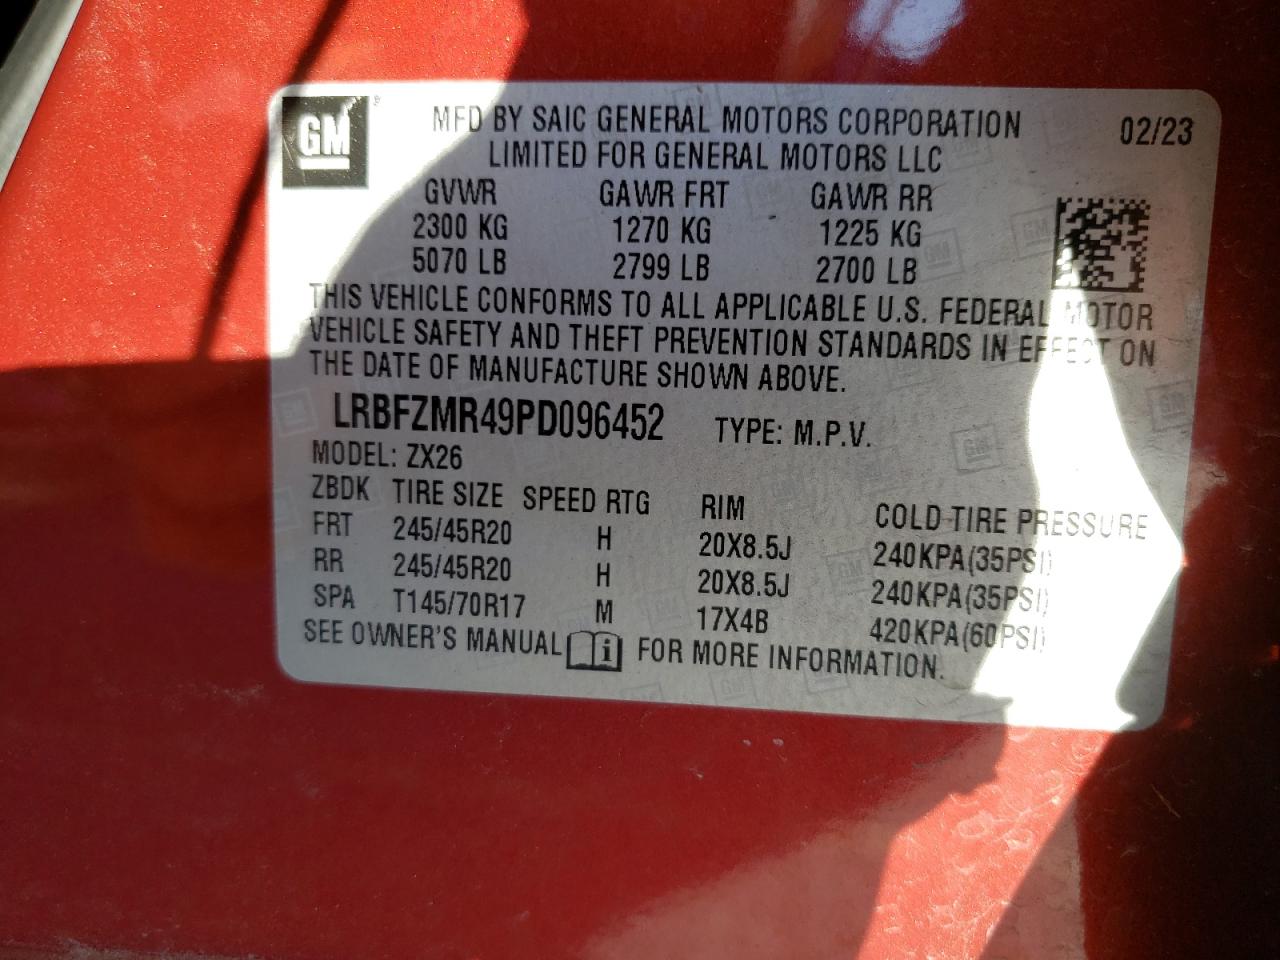 GM
MFD BY SAIC GENERAL MOTORS CORPORATION 02/23
LIMITED FOR GENERAL MOTORS LLC
GVWR GAWR FRT GAWR RR
2300 KG 1270 KG 1225 KG
5070 LB 2799 LB 2700 LB
THIS VEHICLE CONFORMS TO ALL APPLICABLE U.S. FEDERAL MOTOR
VEHICLE SAFETY AND THEFT PREVENTION STANDARDS IN EFFECT ON
THE DATE OF MANUFACTURE SHOWN ABOVE.
LRBFZMR49PD096452 TYPE: M.P.V.
MODEL: ZX26
ZBDK TIRE SIZE SPEED RTG RIM COLD TIRE PRESSURE
FRT 245/45R20 H 20X8.5J 240KPA(35PSI)
RR 245/45R20 H 20X8.5J 240KPA(35PSI)
SPA T145/70R17 M 17X4B 420KPA(60PSI)
SEE OWNER'S MANUAL i FOR MORE INFORMATION.